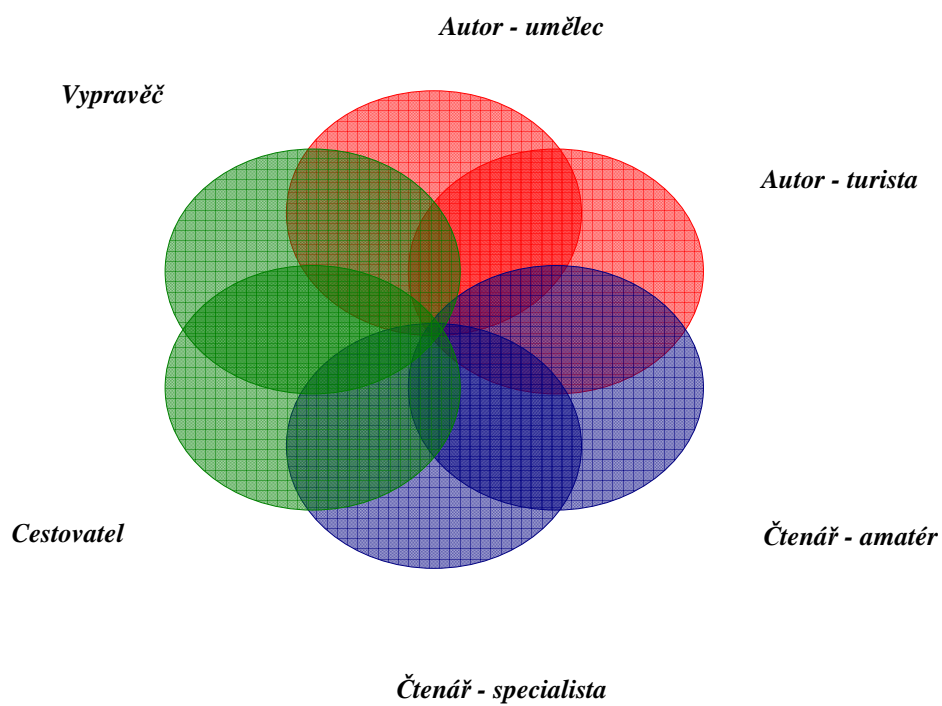 Autor - umělec
Vypravěč
Autor - turista
Cestovatel
Čtenář - amatér
Čtenář - specialista